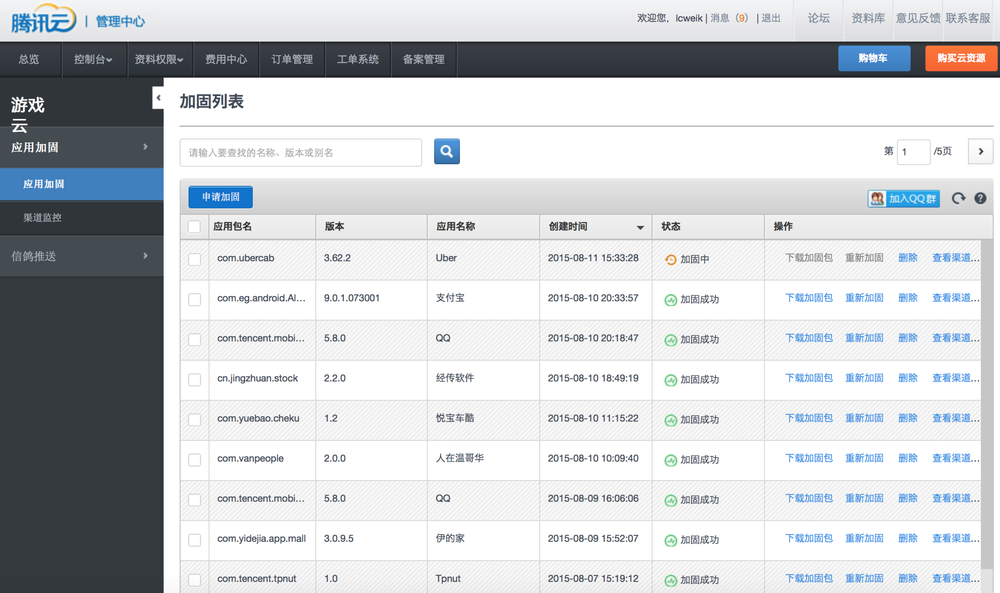 腾讯云 | 管理中心
欢迎您，lcweik | 消息（9） | 退出
论坛 资料库 意见反馈 联系客服
总览 控制台 资料权限 费用中心 订单管理 工单系统 备案管理 购物车 购买云资源
游戏
云
应用加固
应用加固
渠道监控
信鸽推送
加固列表
请输入要查找的名称、版本或别名
第 1 /5页
申请加固 加入QQ群
应用包名 版本 应用名称 创建时间 状态 操作
com.ubercab 3.62.2 Uber 2015-08-11 15:33:28 加固中 下载加固包 重新加固 删除 查看渠道...
com.eg.android.Al... 9.0.1.073001 支付宝 2015-08-10 20:33:57 加固成功 下载加固包 重新加固 删除 查看渠道...
com.tencent.mobi... 5.8.0 QQ 2015-08-10 20:18:47 加固成功 下载加固包 重新加固 删除 查看渠道...
cn.jingzhuan.stock 2.2.0 经传软件 2015-08-10 18:49:19 加固成功 下载加固包 重新加固 删除 查看渠道...
com.yuebao.cheku 1.2 悦宝车酷 2015-08-10 11:15:22 加固成功 下载加固包 重新加固 删除 查看渠道...
com.vanpeople 2.0.0 人在温哥华 2015-08-10 10:09:40 加固成功 下载加固包 重新加固 删除 查看渠道...
com.tencent.mobi... 5.8.0 QQ 2015-08-09 16:06:06 加固成功 下载加固包 重新加固 删除 查看渠道...
com.yidejia.app.mall 3.0.9.5 伊的家 2015-08-09 15:52:07 加固成功 下载加固包 重新加固 删除 查看渠道...
com.tencent.tpnut 1.0 Tpnut 2015-08-07 15:19:12 加固成功 下载加固包 重新加固 删除 查看渠道...